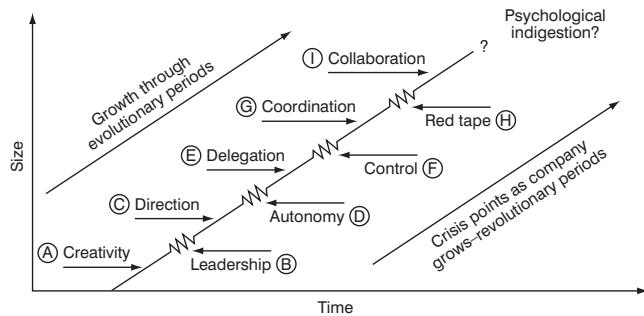 Psychological
indigestion?
?
Ⓘ Collaboration
Growth through
evolutionary periods
Ⓖ Coordination
Red tape Ⓗ
Ⓔ Delegation
Control Ⓕ
Size
Ⓒ Direction
Autonomy Ⓓ
Crisis points as company
grows–revolutionary periods
Ⓐ Creativity
Leadership Ⓑ
Time